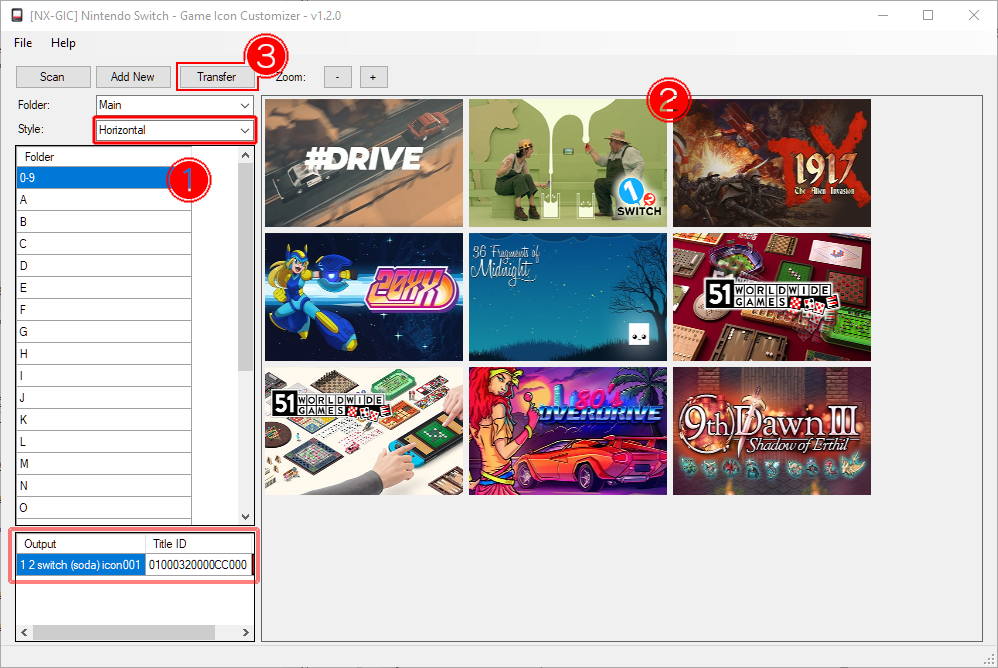 [NX-GIC] Nintendo Switch - Game Icon Customizer - v1.2.0
File Help
Scan Add New Transfer Zoom: - +
3
Folder: Main
Style: Horizontal
2
Folder
0-9
1
A
B
C
D
E
F
G
H
I
J
K
L
M
N
O
#DRIVE
1 2
SWITCH
1917
The Alien Invasion
20XX
36 Fragments of
Midnight
51 WORLDWIDE
GAMES
51 WORLDWIDE
GAMES
80'S
OVERDRIVE
9th Dawn III
Shadow of Erthil
Output Title ID
1 2 switch (soda) icon001 01000320000CC000